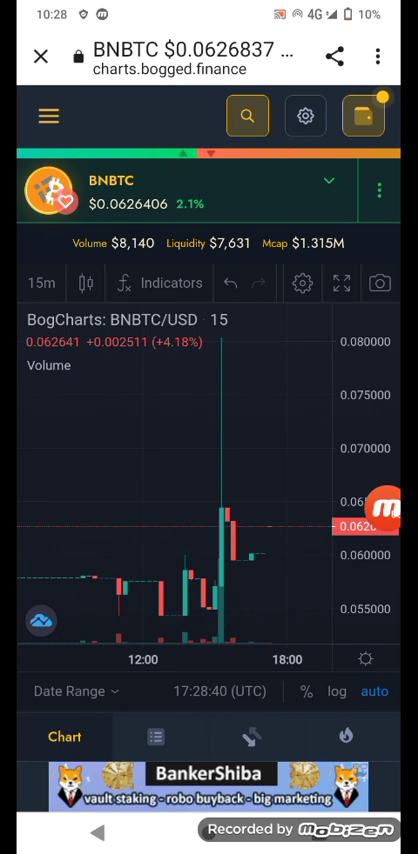 10:28 4G 10%
BNBTC $0.0626837 ...
charts.bogged.finance
BNBTC
$0.0626406 2.1%
Volume $8,140 Liquidity $7,631 Mcap $1.315M
15m Indicators
BogCharts: BNBTC/USD · 15
0.062641 +0.002511 (+4.18%)
Volume
0.080000
0.075000
0.070000
0.060000
0.055000
12:00 18:00
Date Range 17:28:40 (UTC) % log auto
Chart
BankerShiba
vault staking - robo buyback - big marketing
Recorded by Mobizen